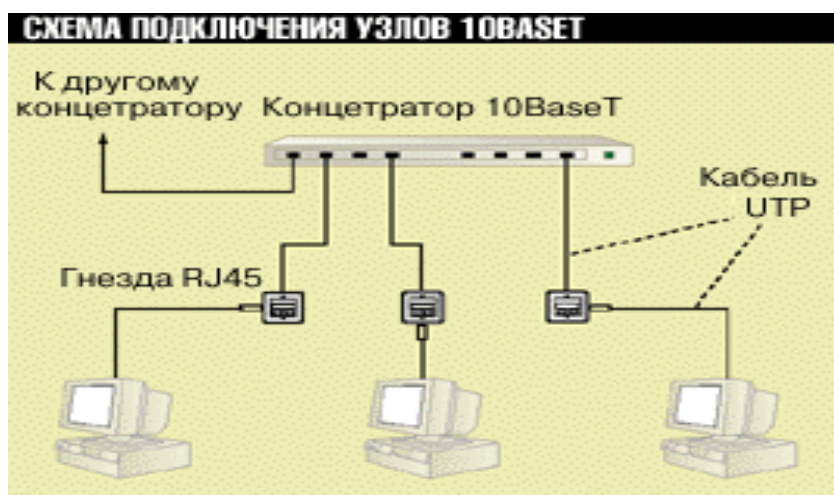 СХЕМА ПОДКЛЮЧЕНИЯ УЗЛОВ 10BASET
К другому
концетратору
Концетратор 10BaseT
Кабель
UTP
Гнезда RJ45